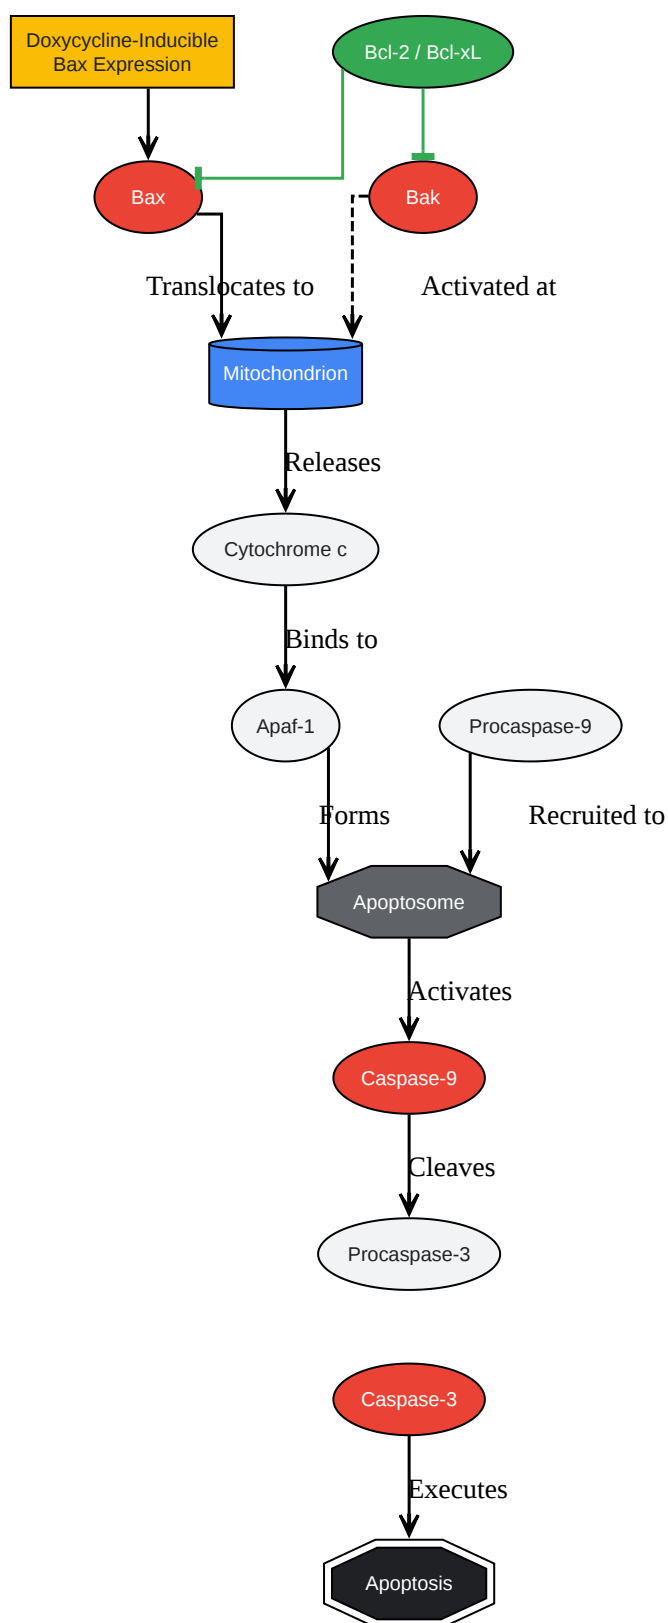 Doxycycline-Inducible
Bax Expression
Bcl-2 / Bcl-xL
Bax
Bak
Translocates to
Activated at
Mitochondrion
Releases
Cytochrome c
Binds to
Apaf-1
Procaspase-9
Forms
Recruited to
Apoptosome
Activates
Caspase-9
Cleaves
Procaspase-3
Caspase-3
Executes
Apoptosis